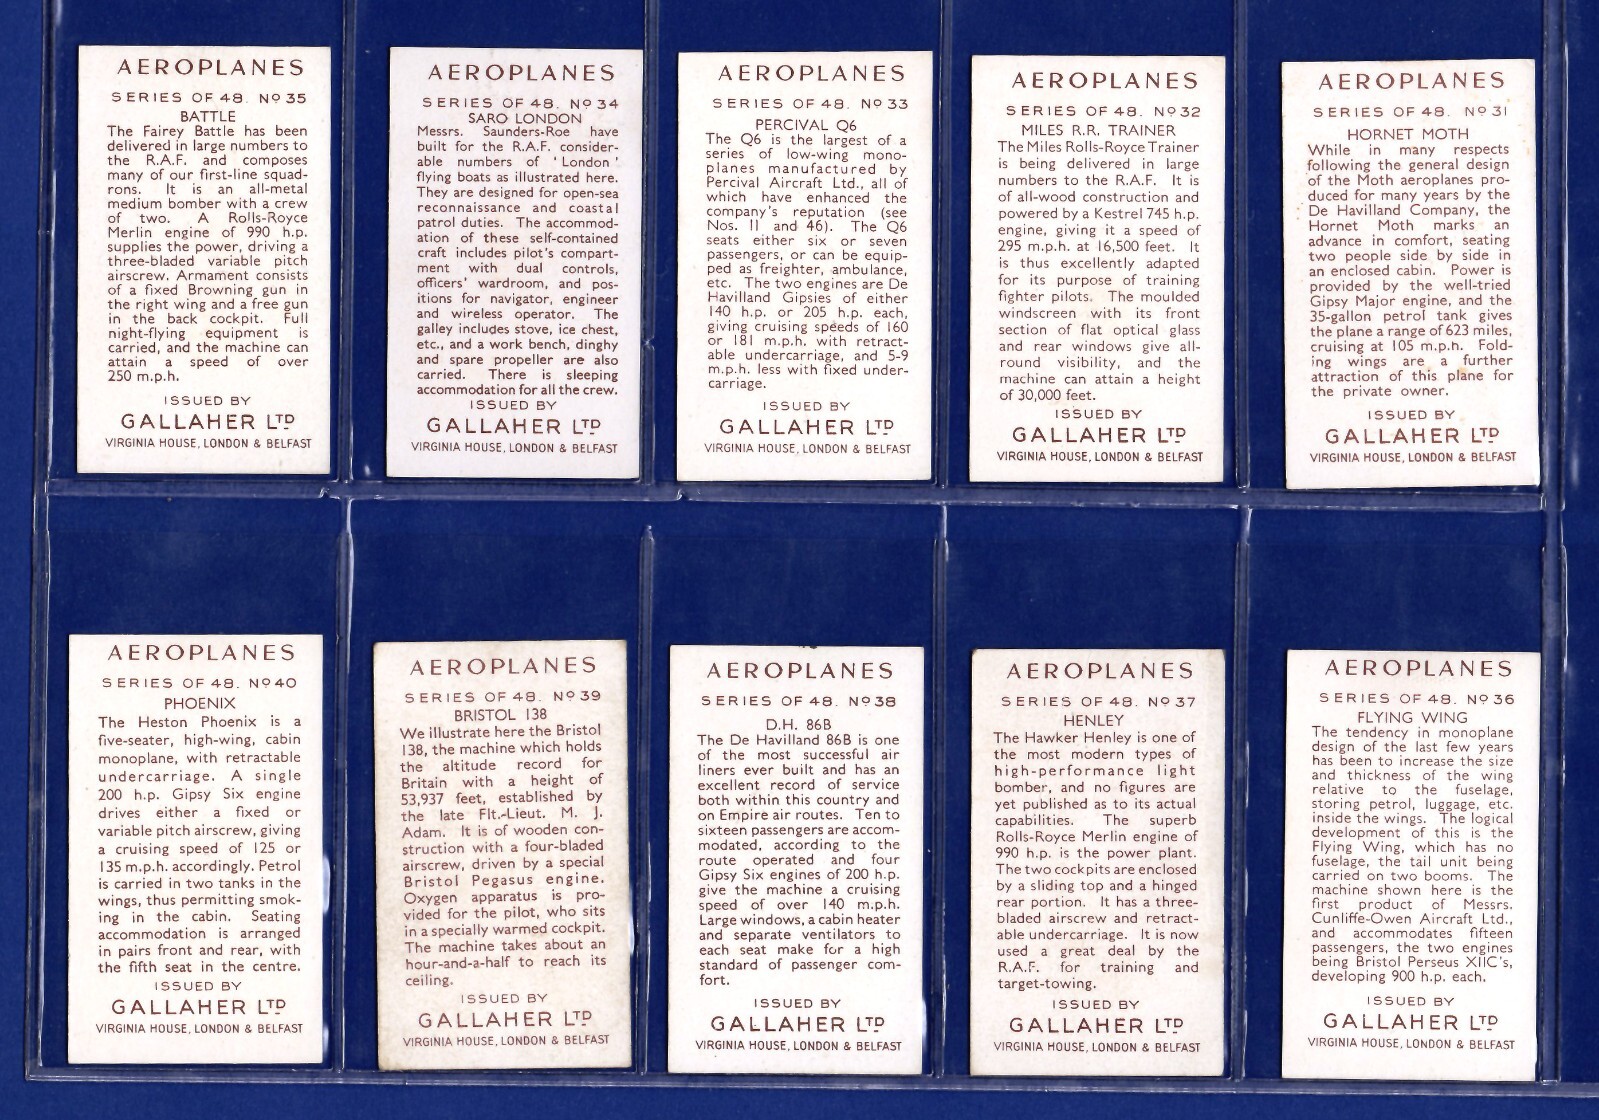 AEROPLANES
SERIES OF 48. No 35
BATTLE
The Fairey Battle has been
delivered in large numbers to
the R.A.F. and composes
many of our first-line squad-
rons. It is an all-metal
medium bomber with a crew
of two. A Rolls-Royce
Merlin engine of 990 h.p.
supplies the power, driving a
three-bladed variable pitch
airscrew. Armament consists
of a fixed Browning gun in
the right wing and a free gun
in the back cockpit. Full
night-flying equipment is
carried, and the machine can
attain a speed of over
250 m.p.h.
ISSUED BY
GALLAHER LTD
VIRGINIA HOUSE, LONDON & BELFAST
AEROPLANES
SERIES OF 48. No 34
SARO LONDON
Messrs. Saunders-Roe have
built for the R.A.F. consider-
able numbers of ' London '
flying boats as illustrated here.
They are designed for open-sea
reconnaissance and coastal
patrol duties. The accommod-
ation of these self-contained
craft includes pilot's compart-
ment with dual controls,
officers' wardroom, and pos-
itions for navigator, engineer
and wireless operator. The
galley includes stove, ice chest,
etc., and a work bench, dinghy
and spare propeller are also
carried. There is sleeping
accommodation for all the crew.
ISSUED BY
GALLAHER LTD
VIRGINIA HOUSE, LONDON & BELFAST
AEROPLANES
SERIES OF 48. No 33
PERCIVAL Q6
The Q6 is the largest of a
series of low-wing mono-
planes manufactured by
Percival Aircraft Ltd., all of
which have enhanced the
company's reputation (see
Nos. 11 and 46). The Q6
seats either six or seven
passengers, or can be equip-
ped as freighter, ambulance,
etc. The two engines are De
Havilland Gipsies of either
140 h.p. or 205 h.p. each,
giving cruising speeds of 160
or 181 m.p.h. with retract-
able undercarriage, and 5-9
m.p.h. less with fixed under-
carriage.
ISSUED BY
GALLAHER LTD
VIRGINIA HOUSE, LONDON & BELFAST
AEROPLANES
SERIES OF 48. No 32
MILES R.R. TRAINER
The Miles Rolls-Royce Trainer
is being delivered in large
numbers to the R.A.F. It is
of all-wood construction and
powered by a Kestrel 745 h.p.
engine, giving it a speed of
295 m.p.h. at 16,500 feet. It
is thus excellently adapted
for its purpose of training
fighter pilots. The moulded
windscreen with its front
section of flat optical glass
and rear windows give all-
round visibility, and the
machine can attain a height
of 30,000 feet.
ISSUED BY
GALLAHER LTD
VIRGINIA HOUSE, LONDON & BELFAST
AEROPLANES
SERIES OF 48. No 31
HORNET MOTH
While in many respects
following the general design
of the Moth aeroplanes pro-
duced for many years by the
De Havilland Company, the
Hornet Moth marks an
advance in comfort, seating
two people side by side in
an enclosed cabin. Power is
provided by the well-tried
Gipsy Major engine, and the
35-gallon petrol tank gives
the plane a range of 623 miles,
cruising at 105 m.p.h. Fold-
ing wings are a further
attraction of this plane for
the private owner.
ISSUED BY
GALLAHER LTD
VIRGINIA HOUSE, LONDON & BELFAST
AEROPLANES
SERIES OF 48. No 40
PHOENIX
The Heston Phoenix is a
five-seater, high-wing, cabin
monoplane, with retractable
undercarriage. A single
200 h.p. Gipsy Six engine
drives either a fixed or
variable pitch airscrew, giving
a cruising speed of 125 or
135 m.p.h. accordingly. Petrol
is carried in two tanks in the
wings, thus permitting smok-
ing in the cabin. Seating
accommodation is arranged
in pairs front and rear, with
the fifth seat in the centre.
ISSUED BY
GALLAHER LTD
VIRGINIA HOUSE, LONDON & BELFAST
AEROPLANES
SERIES OF 48. No 39
BRISTOL 138
We illustrate here the Bristol
138, the machine which holds
the altitude record for
Britain with a height of
53,937 feet, established by
the late Flt.-Lieut. M. J.
Adam. It is of wooden con-
struction with a four-bladed
airscrew, driven by a special
Bristol Pegasus engine.
Oxygen apparatus is pro-
vided for the pilot, who sits
in a specially warmed cockpit.
The machine takes about an
hour-and-a-half to reach its
ceiling.
ISSUED BY
GALLAHER LTD
VIRGINIA HOUSE, LONDON & BELFAST
AEROPLANES
SERIES OF 48. No 38
D.H. 86B
The De Havilland 86B is one
of the most successful air
liners ever built and has an
excellent record of service
both within this country and
on Empire air routes. Ten to
sixteen passengers are accom-
modated, according to the
route operated and four
Gipsy Six engines of 200 h.p.
give the machine a cruising
speed of over 140 m.p.h.
Large windows, a cabin heater
and separate ventilators to
each seat make for a high
standard of passenger com-
fort.
ISSUED BY
GALLAHER LTD
VIRGINIA HOUSE, LONDON & BELFAST
AEROPLANES
SERIES OF 48. No 37
HENLEY
The Hawker Henley is one of
the most modern types of
high-performance light
bomber, and no figures are
yet published as to its actual
capabilities. The superb
Rolls-Royce Merlin engine of
990 h.p. is the power plant.
The two cockpits are enclosed
by a sliding top and a hinged
rear portion. It has a three-
bladed airscrew and retract-
able undercarriage. It is now
used a great deal by the
R.A.F. for training and
target-towing.
ISSUED BY
GALLAHER LTD
VIRGINIA HOUSE, LONDON & BELFAST
AEROPLANES
SERIES OF 48. No 36
FLYING WING
The tendency in monoplane
design of the last few years
has been to increase the size
and thickness of the wing
relative to the fuselage,
storing petrol, luggage, etc.
inside the wings. The logical
development of this is the
Flying Wing, which has no
fuselage, the tail unit being
carried on two booms. The
machine shown here is the
first product of Messrs.
Cunliffe-Owen Aircraft Ltd.,
and accommodates fifteen
passengers, the two engines
being Bristol Perseus XIIC's,
developing 900 h.p. each.
ISSUED BY
GALLAHER LTD
VIRGINIA HOUSE, LONDON & BELFAST